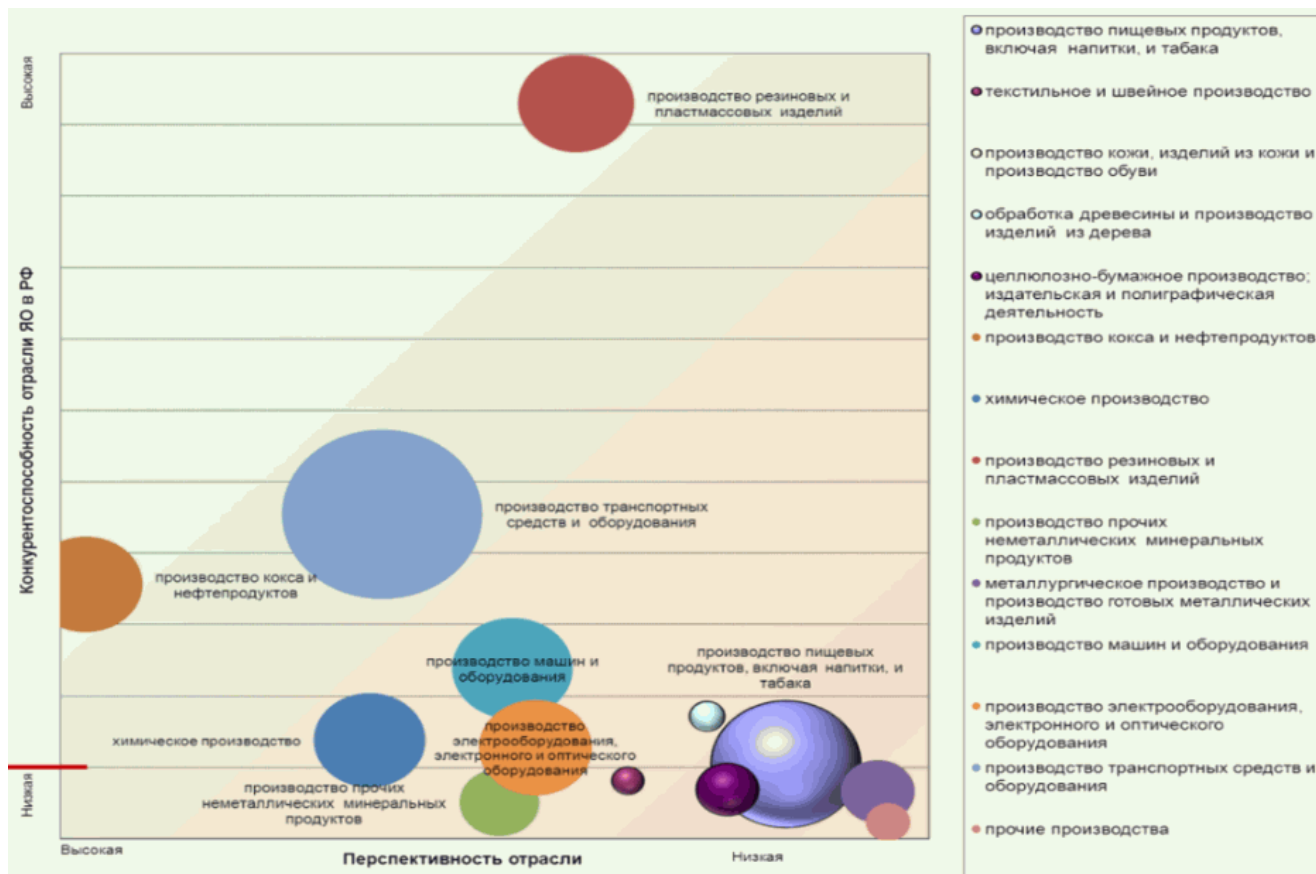 Высокая
Конкурентоспособность отрасли ЯО в РФ
Низкая
производство резиновых и
пластмассовых изделий
производство транспортных
средств и оборудования
производство кокса и
нефтепродуктов
производство машин и
оборудования
производство пищевых
продуктов, включая напитки, и
табака
химическое производство
производство
электрооборудования,
электронного и оптического
оборудования
производство прочих
неметаллических минеральных
продуктов
Высокая
Перспективность отрасли
Низкая
производство пищевых продуктов,
включая напитки, и табака
текстильное и швейное производство
производство кожи, изделий из кожи и
производство обуви
обработка древесины и производство
изделий из дерева
целлюлозно-бумажное производство;
издательская и полиграфическая
деятельность
производство кокса и нефтепродуктов
химическое производство
производство резиновых и
пластмассовых изделий
производство прочих
неметаллических минеральных
продуктов
металлургическое производство и
производство готовых металлических
изделий
производство машин и оборудования
производство электрооборудования,
электронного и оптического
оборудования
производство транспортных средств и
оборудования
прочие производства